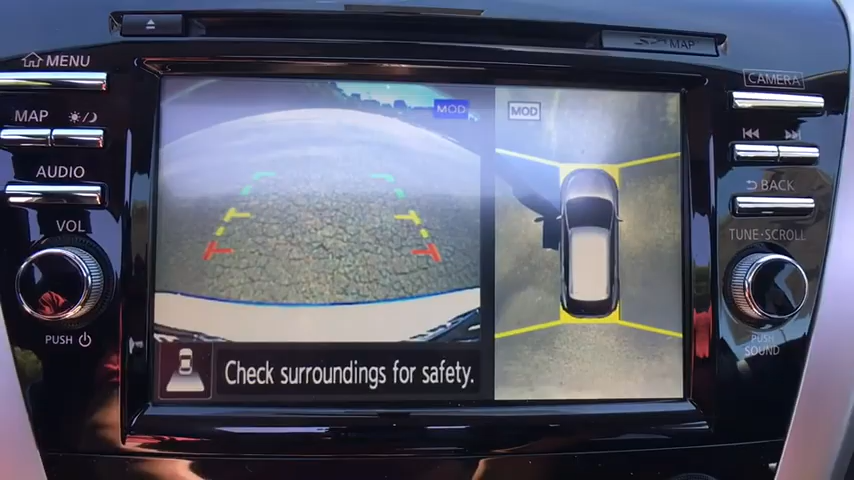 MENU
MAP
AUDIO
VOL
PUSH
MOD
MOD
Check surroundings for safety.
MAP
CAMERA
BACK
TUNE·SCROLL
PUSH
SOUND